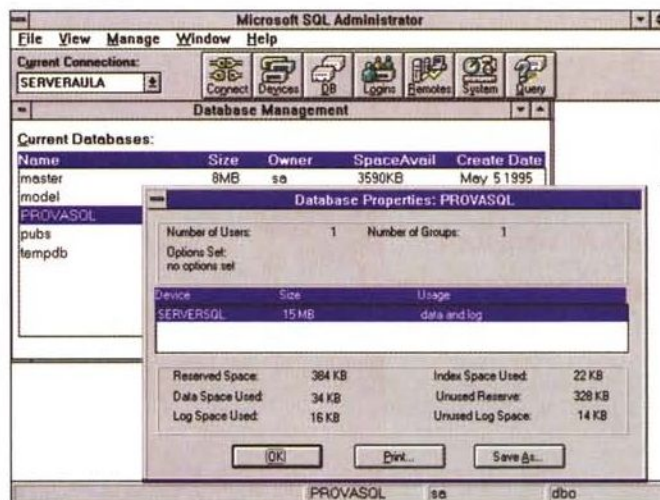 Microsoft SQL Administrator
File View Manage Window Help
Current Connections:
SERVERAULA
Connect Devices DB Logins Remotes System Query
Database Management
Current Databases:
Name Size Owner SpaceAvail Create Date
master 8MB sa 3590KB May 5 1995
model
PROVASQL
pubs
tempdb
Database Properties: PROVASQL
Number of Users: 1 Number of Groups: 1
Options Set:
no options set
Device Size Usage
SERVERSQL 15 MB data and log
Reserved Space: 384 KB Index Space Used: 22 KB
Data Space Used: 34 KB Unused Reserve: 328 KB
Log Space Used: 16 KB Unused Log Space: 14 KB
OK Print... Save As...
PROVASQL sa dbo